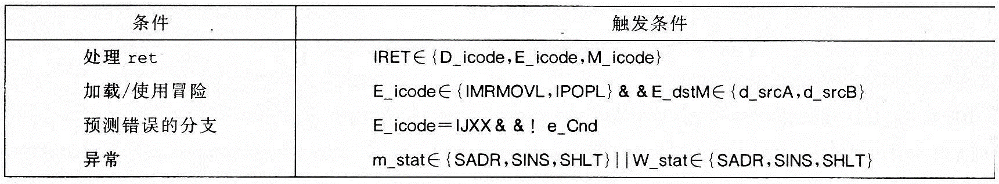 条件 触发条件
处理 ret IRET∈{D_icode,E_icode,M_icode}
加载/使用冒险 E_icode∈{IMRMOVL,IPOPL}& &E_dstM∈{d_srcA,d_srcB}
预测错误的分支 E_icode=IJXX& &! e_Cnd
异常 m_stat∈{SADR,SINS,SHLT}||W_stat∈{SADR,SINS,SHLT}